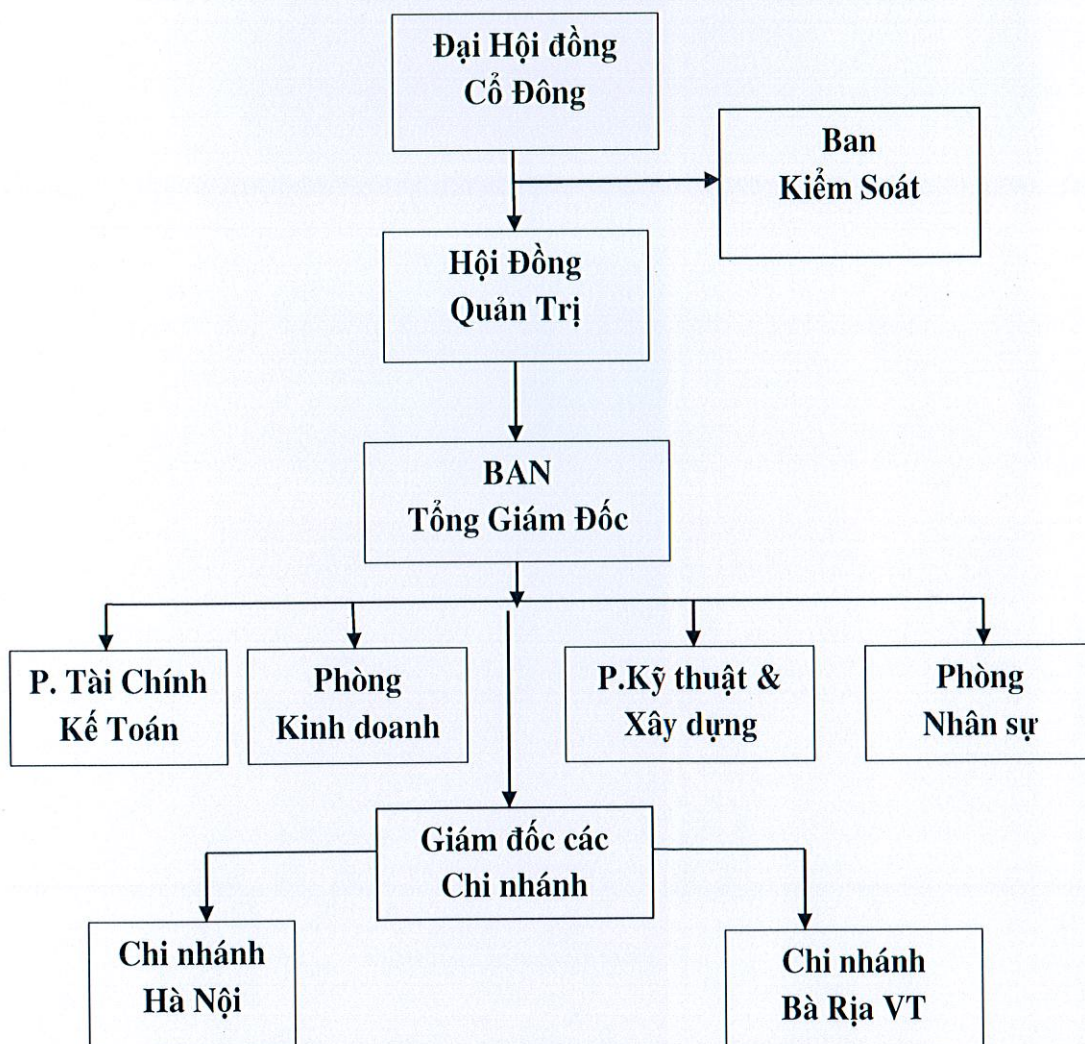 Đại Hội đồng
Cổ Đông
Ban
Kiểm Soát
Hội Đồng
Quản Trị
BAN
Tổng Giám Đốc
P. Tài Chính
Kế Toán
Phòng
Kinh doanh
P.Kỹ thuật &
Xây dựng
Phòng
Nhân sự
Giám đốc các
Chi nhánh
Chi nhánh
Hà Nội
Chi nhánh
Bà Rịa VT